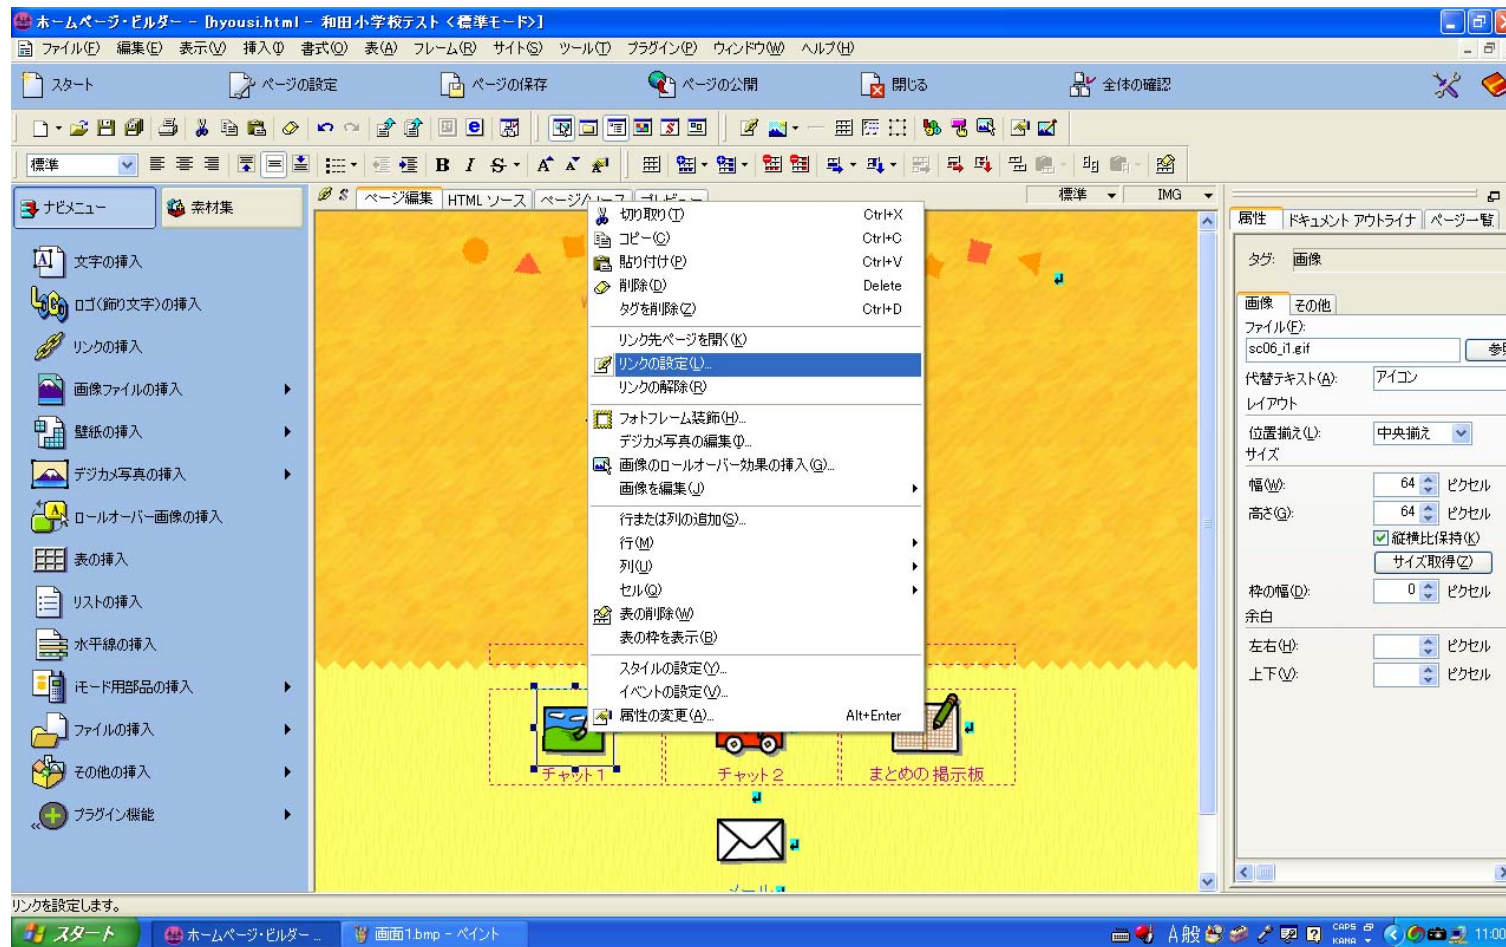 ホームページ・ビルダー - [hyousi.html - 和田小学校テスト <標準モード>]
ファイル(F) 編集(E) 表示(V) 挿入(I) 書式(O) 表(A) フレーム(R) サイト(S) ツール(T) プラグイン(P) ウィンドウ(W) ヘルプ(H)
スタート ページの設定 ページの保存 ページの公開 閉じる 全体の確認
標準 B I S A A
ナビメニュー 素材集
ページ編集 HTML ソース
標準 IMG
文字の挿入
ロゴ(飾り文字)の挿入
リンクの挿入
画像ファイルの挿入
壁紙の挿入
デジカメ写真の挿入
ロールオーバー画像の挿入
表の挿入
リストの挿入
水平線の挿入
iモード用部品の挿入
ファイルの挿入
その他の挿入
プラグイン機能
切り取り(T) Ctrl+X
コピー(C) Ctrl+C
貼り付け(P) Ctrl+V
削除(D) Delete
タグを削除(Z) Ctrl+D
リンク先ページを開く(K)
リンクの設定(L)...
リンクの解除(R)
フォトフレーム装飾(H)...
デジカメ写真の編集(I)...
画像のロールオーバー効果の挿入(G)...
画像を編集(J)
行または列の追加(S)...
行(M)
列(U)
セル(Q)
表の削除(W)
表の枠を表示(B)
スタイルの設定(Y)...
イベントの設定(V)...
属性の変更(A)... Alt+Enter
チャット1 チャット2 まとめの 掲示板
メール
属性 ドキュメント アウトライナ ページ一覧
タグ: 画像
画像 その他
ファイル(F):
sc06_i1.gif
代替テキスト(A): アイコン
レイアウト
位置揃え(L): 中央揃え
サイズ
幅(W): 64 ピクセル
高さ(G): 64 ピクセル
縦横比保持(K)
サイズ取得(Z)
枠の幅(D): 0 ピクセル
余白
左右(H): ピクセル
上下(V): ピクセル
リンクを設定します。
スタート ホームページ・ビルダー ... 画面1.bmp - ペイント A 般 CAPS KANA 11:00